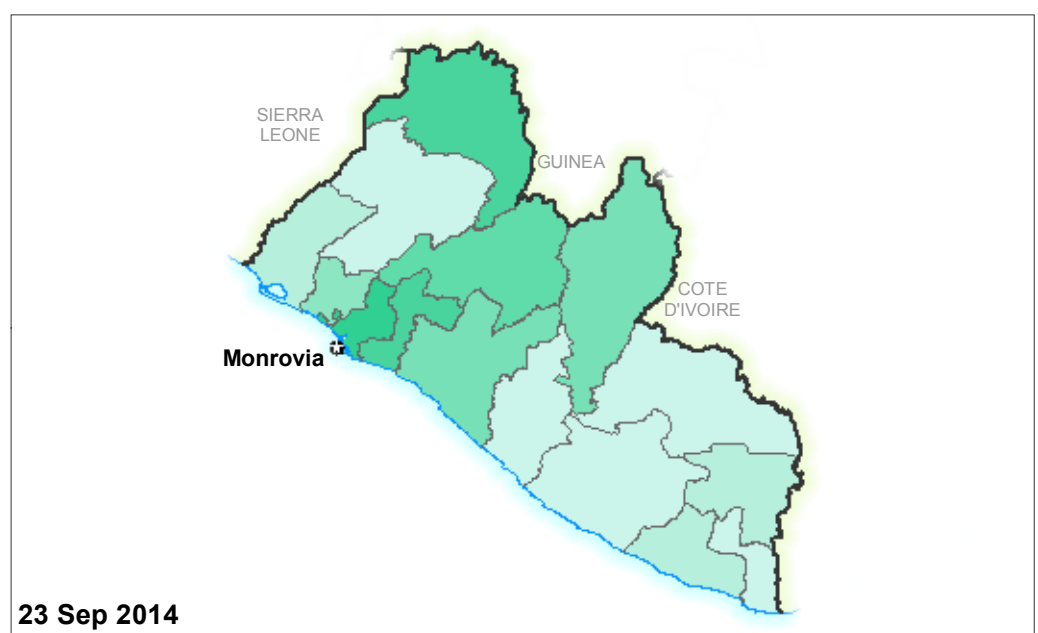 SIERRA
LEONE
GUINEA
COTE
D'IVOIRE
Monrovia
23 Sep 2014